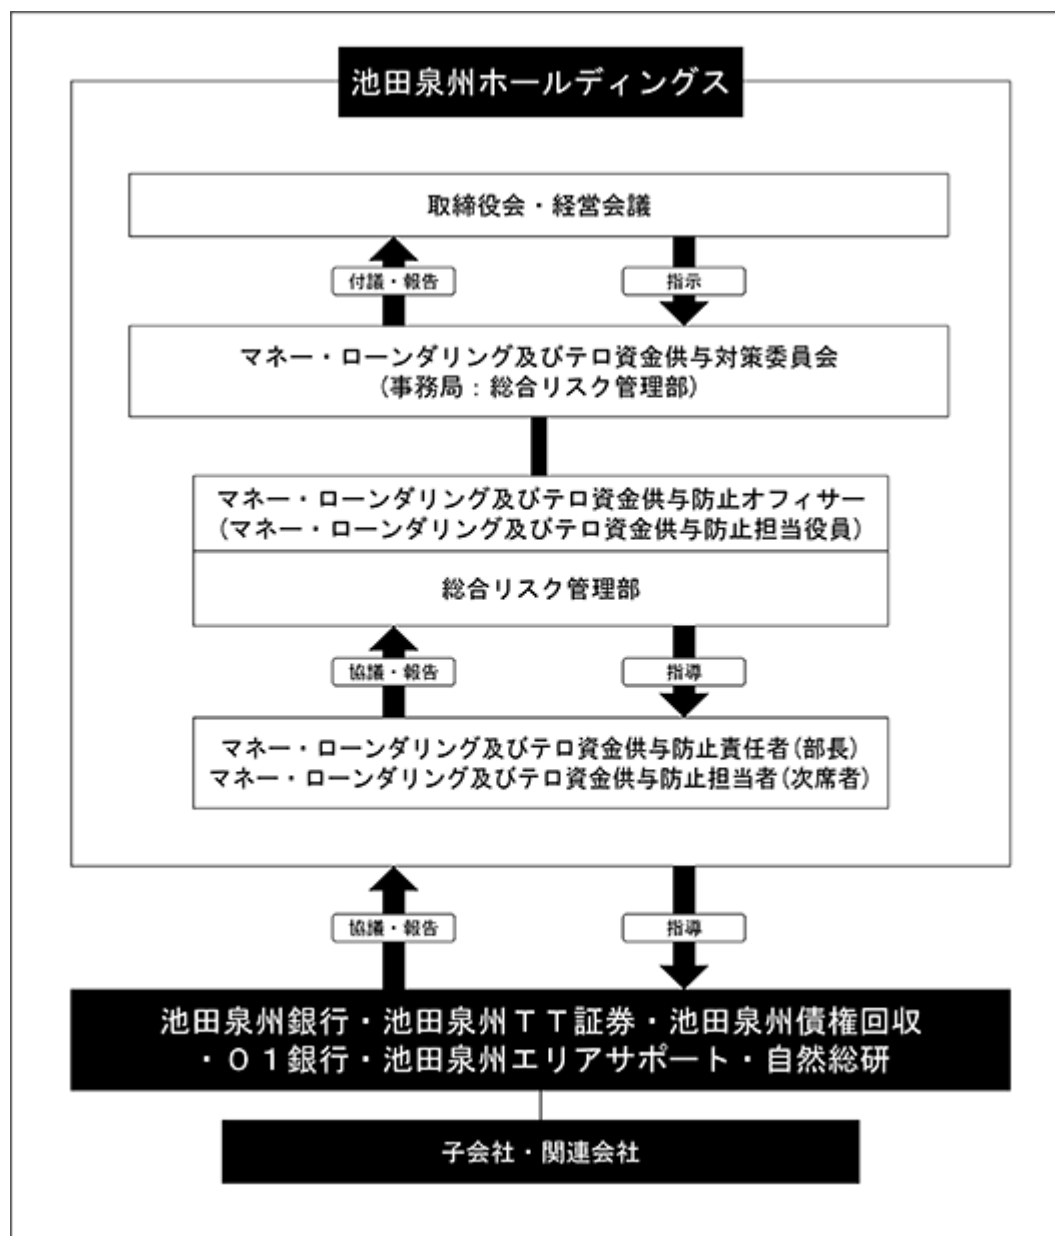 池田泉州ホールディングス
取締役会・経営会議
付議・報告
指示
マネー・ローンダリング及びテロ資金供与対策委員会
(事務局：総合リスク管理部)
マネー・ローンダリング及びテロ資金供与防止オフィサー
(マネー・ローンダリング及びテロ資金供与防止担当役員)
総合リスク管理部
協議・報告
指導
マネー・ローンダリング及びテロ資金供与防止責任者(部長)
マネー・ローンダリング及びテロ資金供与防止担当者(次席者)
協議・報告
指導
池田泉州銀行・池田泉州ＴＴ証券・池田泉州債権回収
・０１銀行・池田泉州エリアサポート・自然総研
子会社・関連会社